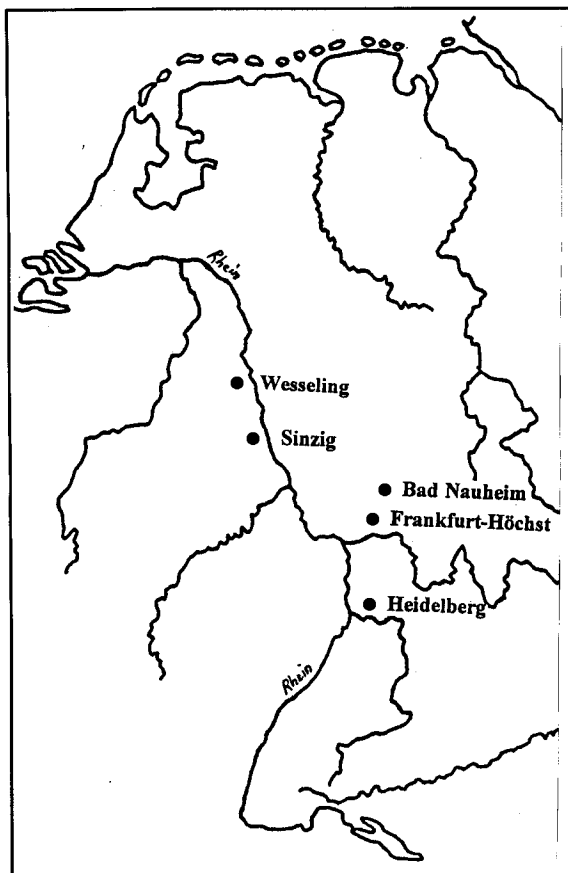 Rhein
Wesseling
Sinzig
Bad Nauheim
Frankfurt-Höchst
Heidelberg
Rhein